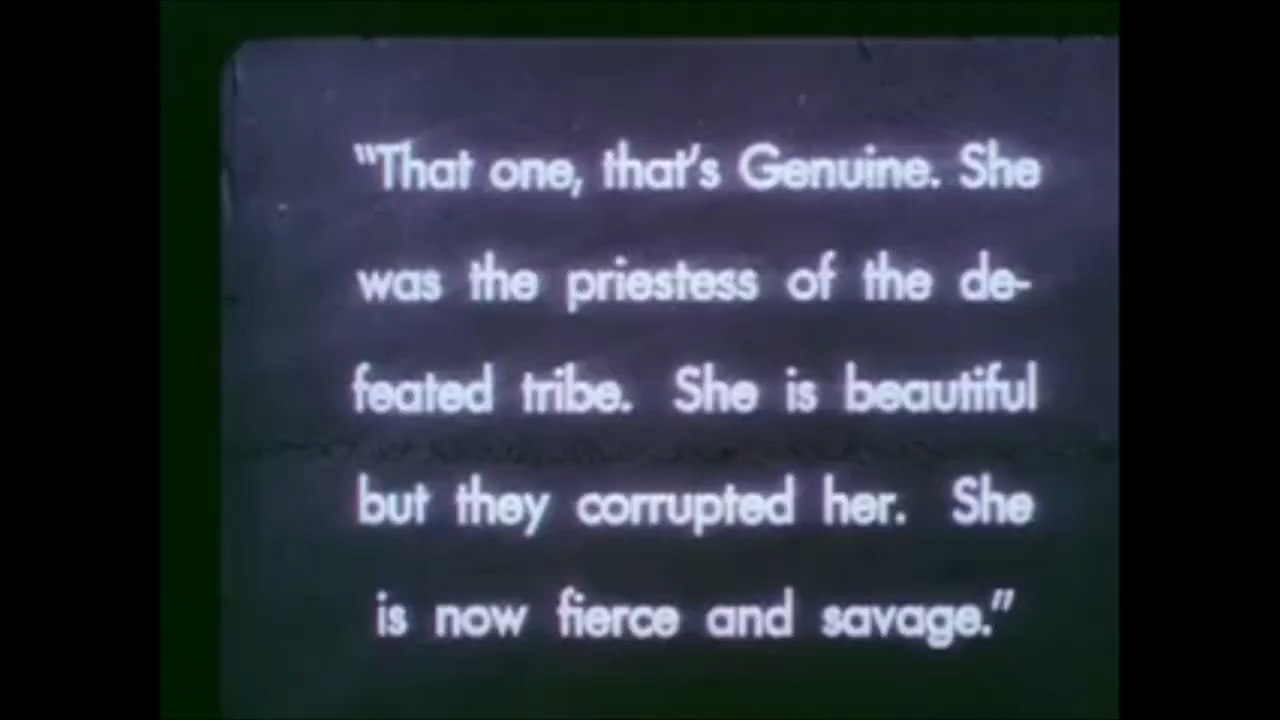 "That one, that's Genuine. She
was the priestess of the de-
feated tribe. She is beautiful
but they corrupted her. She
is now fierce and savage."